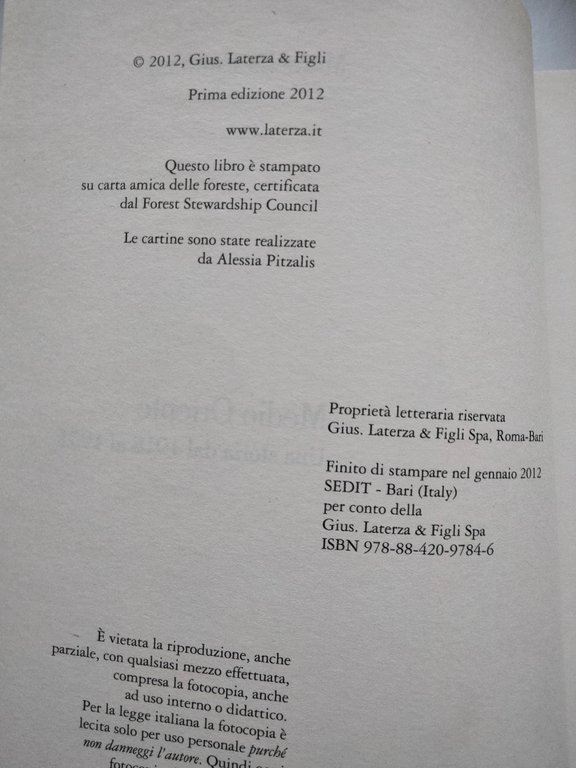 © 2012, Gius. Laterza & Figli
Prima edizione 2012
www.laterza.it
Questo libro è stampato
su carta amica delle foreste, certificata
dal Forest Stewardship Council
Le cartine sono state realizzate
da Alessia Pitzalis
Proprietà letteraria riservata
Gius. Laterza & Figli Spa, Roma-Bari
Finito di stampare nel gennaio 2012
SEDIT - Bari (Italy)
per conto della
Gius. Laterza & Figli Spa
ISBN 978-88-420-9784-6
È vietata la riproduzione, anche
parziale, con qualsiasi mezzo effettuata,
compresa la fotocopia, anche
ad uso interno o didattico.
Per la legge italiana la fotocopia è
lecita solo per uso personale purché
non danneggi l'autore. Quindi